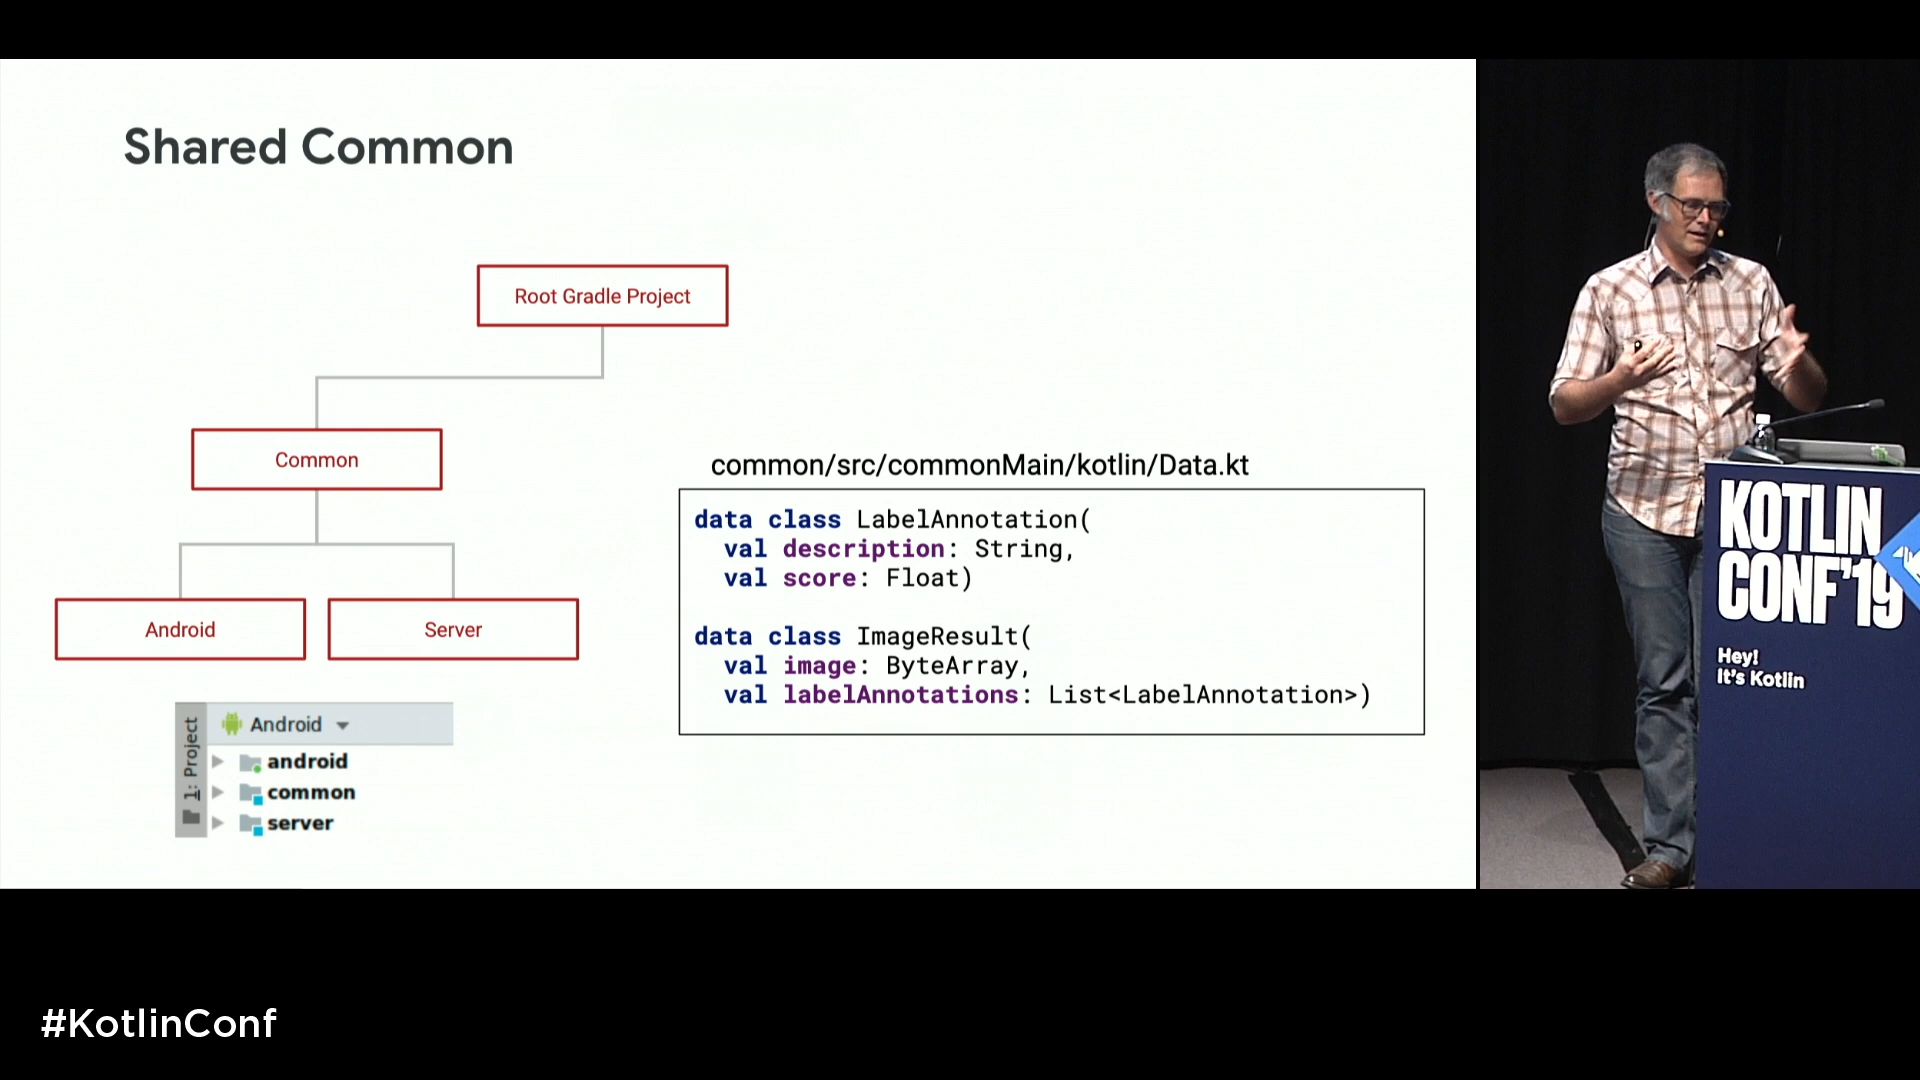 Shared Common
Root Gradle Project
Common
Android
Server
1: Project
Android
android
common
server
common/src/commonMain/kotlin/Data.kt
data class LabelAnnotation(
val description: String,
val score: Float)
data class ImageResult(
val image: ByteArray,
val labelAnnotations: List<LabelAnnotation>)
KOTLIN
CONF'19
Hey!
It's Kotlin
#KotlinConf